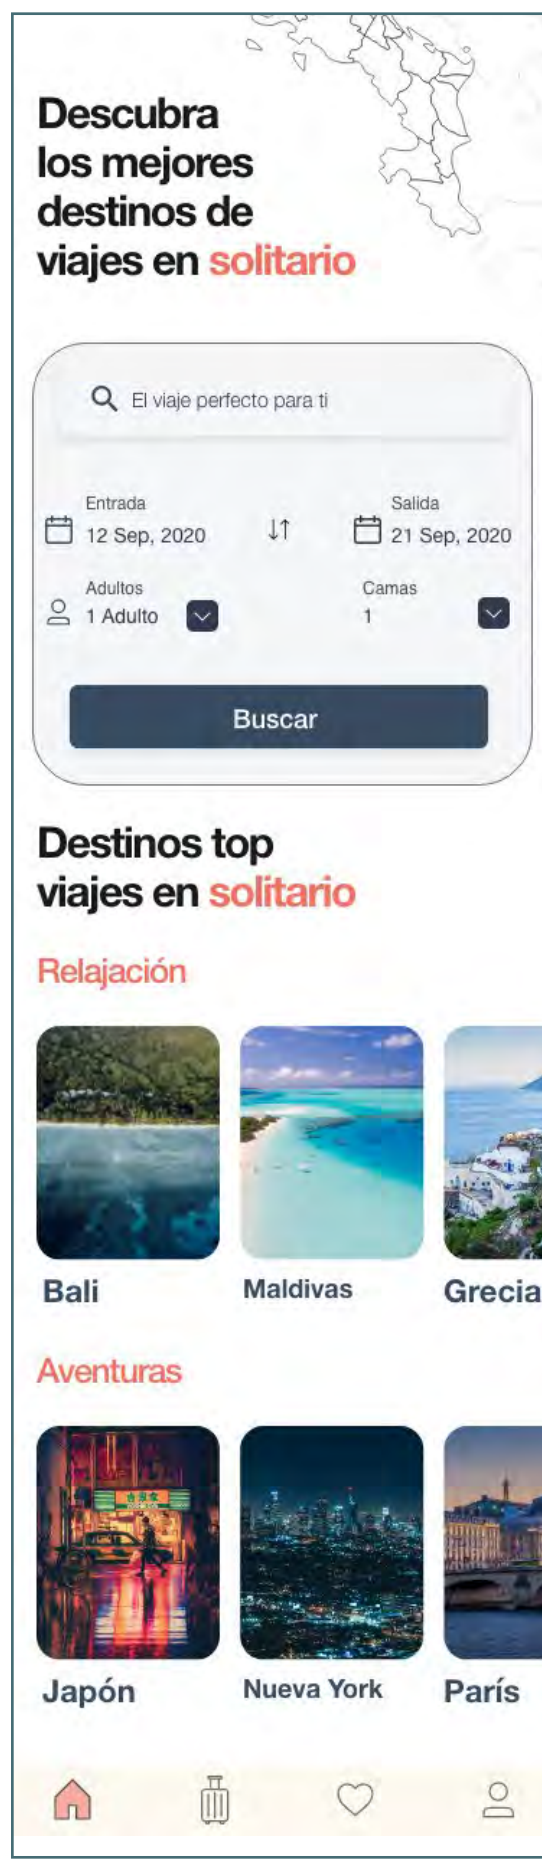 Descubra
los mejores
destinos de
viajes en solitario
El viaje perfecto para ti
Entrada
12 Sep, 2020
Salida
21 Sep, 2020
Adultos
1 Adulto
Camas
1
Buscar
Destinos top
viajes en solitario
Relajación
Bali
Maldivas
Grecia
Aventuras
Japón
Nueva York
París